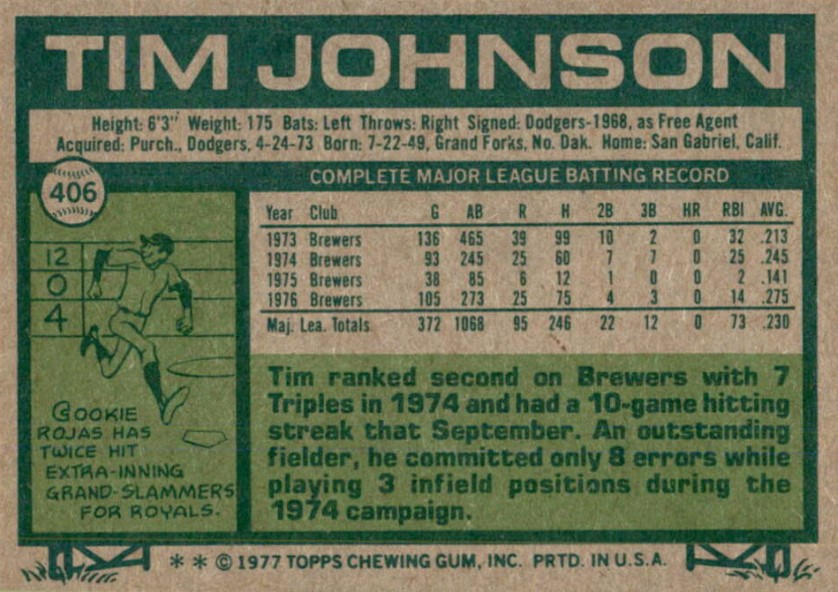 TIM JOHNSON
Height: 6'3" Weight: 175 Bats: Left Throws: Right Signed: Dodgers-1968, as Free Agent
Acquired: Purch., Dodgers, 4-24-73 Born: 7-22-49, Grand Forks, No. Dak. Home: San Gabriel, Calif.
406
COMPLETE MAJOR LEAGUE BATTING RECORD
Year Club G AB R H 2B 3B HR RBI AVG.
1973 Brewers 136 465 39 99 10 2 0 32 .213
1974 Brewers 93 245 25 60 7 7 0 25 .245
1975 Brewers 38 85 6 12 1 0 0 2 .141
1976 Brewers 105 273 25 75 4 3 0 14 .275
Maj. Lea. Totals 372 1068 95 246 22 12 0 73 .230
12
0
4
COOKIE
ROJAS HAS
TWICE HIT
EXTRA-INNING
GRAND-SLAMMERS
FOR ROYALS.
Tim ranked second on Brewers with 7
Triples in 1974 and had a 10-game hitting
streak that September. An outstanding
fielder, he committed only 8 errors while
playing 3 infield positions during the
1974 campaign.
* * © 1977 TOPPS CHEWING GUM, INC. PRTD. IN U.S.A.